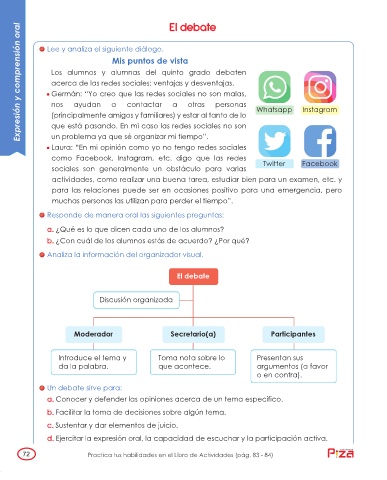 Expresión y comprensión oral
El debate
Lee y analiza el siguiente diálogo.
Mis puntos de vista
Los alumnos y alumnas del quinto grado debaten
acerca de las redes sociales: ventajas y desventajas.
• Germán: "Yo creo que las redes sociales no son malas,
nos ayudan a contactar a otras personas
(principalmente amigos y familiares) y estar al tanto de lo
que está pasando. En mi caso las redes sociales no son
un problema ya que sé organizar mi tiempo".
• Laura: "En mi opinión como yo no tengo redes sociales
como Facebook, Instagram, etc. digo que las redes
sociales son generalmente un obstáculo para varias
actividades, como realizar una buena tarea, estudiar bien para un examen, etc. y
para las relaciones puede ser en ocasiones positivo para una emergencia, pero
muchas personas las utilizan para perder el tiempo".
Whatsapp Instagram
Twitter Facebook
Responde de manera oral las siguientes preguntas:
a. ¿Qué es lo que dicen cada uno de los alumnos?
b. ¿Con cuál de los alumnos estás de acuerdo? ¿Por qué?
Analiza la información del organizador visual.
El debate
Discusión organizada
Moderador Secretario(a) Participantes
Introduce el tema y
da la palabra.
Toma nota sobre lo
que acontece.
Presentan sus
argumentos (a favor
o en contra).
Un debate sirve para:
a. Conocer y defender las opiniones acerca de un tema específico.
b. Facilitar la toma de decisiones sobre algún tema.
c. Sustentar y dar elementos de juicio.
d. Ejercitar la expresión oral, la capacidad de escuchar y la participación activa.
72
Practica tus habilidades en el Libro de Actividades (pág. 83 - 84)